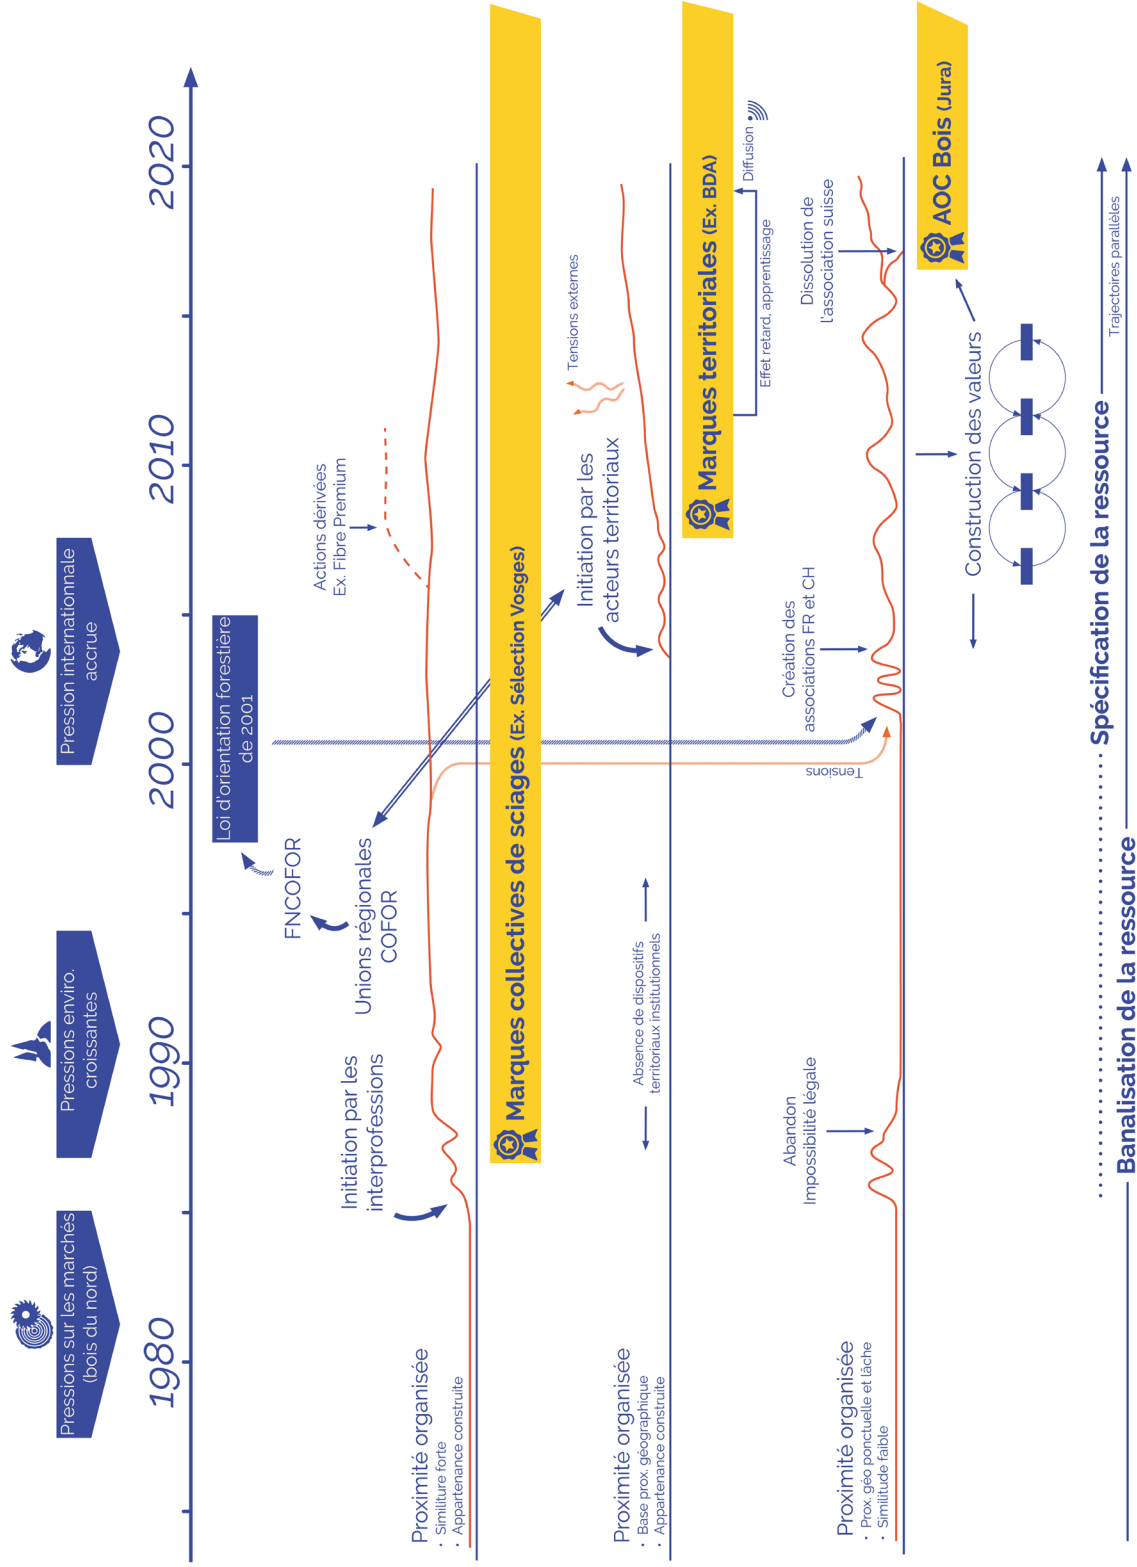 Pressions sur les marchés
(bois du nord)
Pressions enviro.
croissantes
Pression internationnale
accrue
1980
1990
2000
2010
2020
Loi d'orientation forestière
de 2001
FNCOFOR
Unions régionales
COFOR
Actions dérivées
Ex. Fibre Premium
Initiation par les
interprofessions
Proximité organisée
• Similiture forte
• Appartenance construite
Marques collectives de sciages (Ex. Sélection Vosges)
Tensions externes
Initiation par les
acteurs territoriaux
Absence de dispositifs
territoriaux institutionnels
Proximité organisée
• Base prox. géographique
• Appartenance construite
Marques territoriales (Ex. BDA)
Diffusion
Effet retard, apprentissage
Dissolution de
l'association suisse
Création des
associations FR et CH
Tensions
Abandon
Impossibilité légale
Proximité organisée
• Prox. géo ponctuelle et lâche
• Similitude faible
AOC Bois (Jura)
Construction des valeurs
Spécification de la ressource
Trajectoires parallèles
Banalisation de la ressource